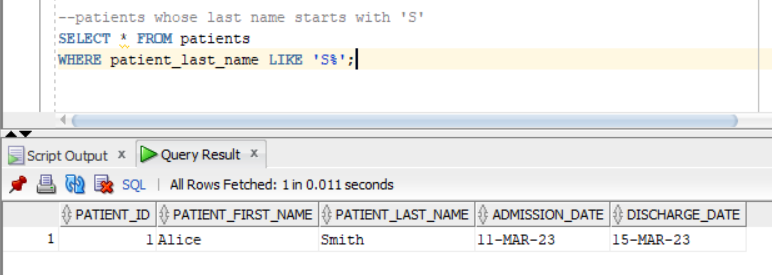 --patients whose last name starts with 'S'
SELECT * FROM patients
WHERE patient_last_name LIKE 'S%';
Script Output x Query Result x
SQL | All Rows Fetched: 1 in 0.011 seconds
PATIENT_ID PATIENT_FIRST_NAME PATIENT_LAST_NAME ADMISSION_DATE DISCHARGE_DATE
1 1 Alice Smith 11-MAR-23 15-MAR-23